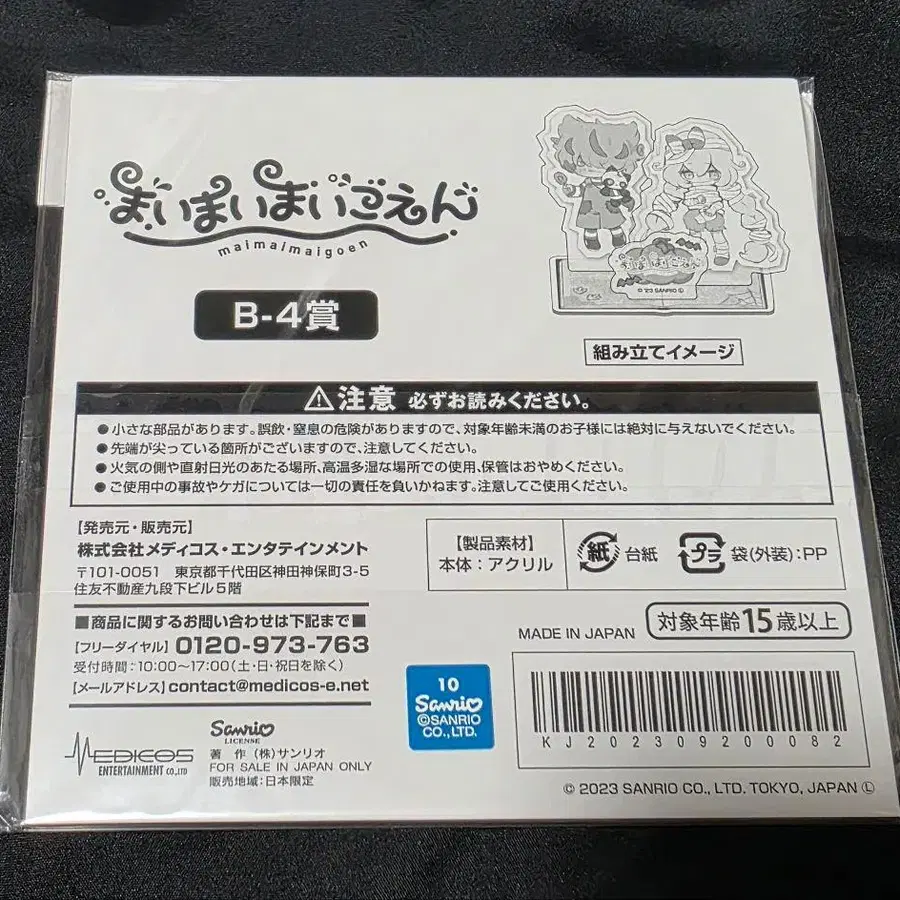 まいまいまいごえん
maimaimaigoen
B-4賞
まいまいまいごえん
© '23 SANRIO Ⓛ
組み立てイメージ
⚠注意 必ずお読みください。
●小さな部品があります。誤飲・窒息の危険がありますので、対象年齢未満のお子様には絶対に与えないでください。
●先端が尖っている箇所がございますので、注意してください。
●火気の側や直射日光のあたる場所、高温多湿な場所での使用、保管はおやめください。
●ご使用中の事故やケガについては一切の責任を負いかねます。注意してご使用ください。
【発売元・販売元】
株式会社メディコス・エンタテインメント
〒101-0051 東京都千代田区神田神保町3-5
住友不動産九段下ビル5階
■商品に関するお問い合わせは下記まで■
【フリーダイヤル】0120-973-763
受付時間:10:00~17:00(土・日・祝日を除く)
【メールアドレス】contact@medicos-e.net
【製品素材】
本体:アクリル
紙 台紙
プラ 袋(外装):PP
MADE IN JAPAN
対象年齢15歳以上
10
Sanrio
©SANRIO
CO., LTD.
KJ20230920082
MEDICOS
ENTERTAINMENT CO.,LTD
Sanrio
LICENSE
著 作 (株)サンリオ
FOR SALE IN JAPAN ONLY
販売地域:日本限定
© 2023 SANRIO CO., LTD. TOKYO, JAPAN Ⓛ